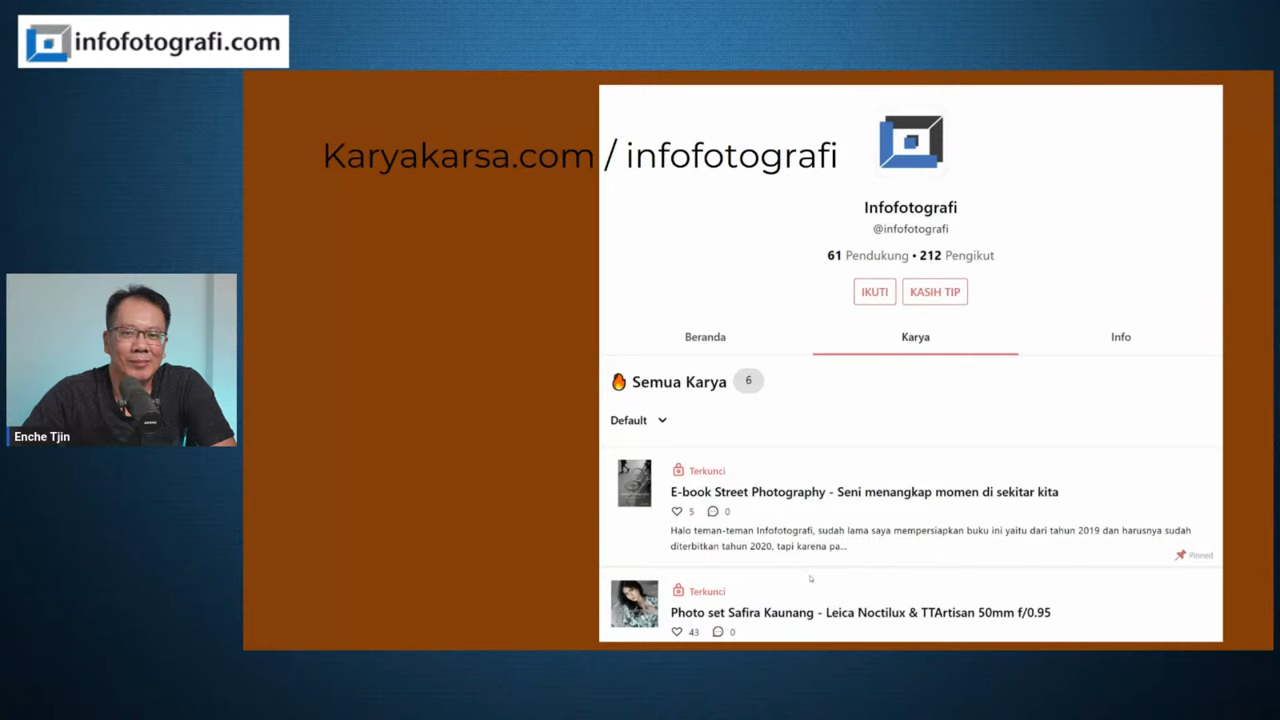 infofotografi.com
Karyakarsa.com / infofotografi
Infofotografi
@infofotografi
61 Pendukung • 212 Pengikut
IKUTI KASIH TIP
Beranda Karya Info
Semua Karya 6
Default
Terkunci
E-book Street Photography - Seni menangkap momen di sekitar kita
5 0
Halo teman-teman Infofotografi, sudah lama saya mempersiapkan buku ini yaitu dari tahun 2019 dan harusnya sudah
diterbitkan tahun 2020, tapi karena pa...
Pinned
Terkunci
Photo set Safira Kaunang - Leica Noctilux & TTArtisan 50mm f/0.95
43 0
Enche Tjin